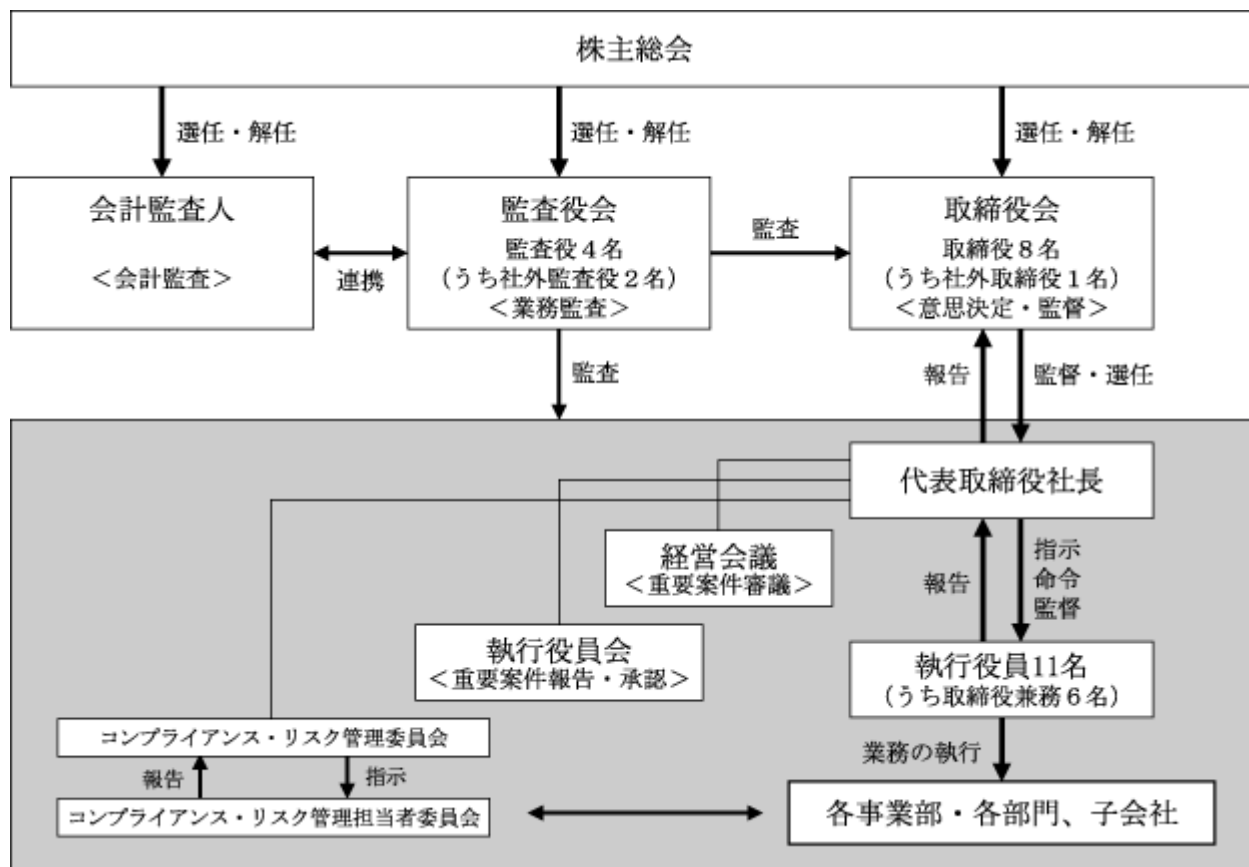 株主総会
選任・解任
選任・解任
選任・解任
会計監査人
＜会計監査＞
連携
監査役会
監査役４名
（うち社外監査役２名）
＜業務監査＞
監査
取締役会
取締役８名
（うち社外取締役１名）
＜意思決定・監督＞
監査
報告
監督・選任
代表取締役社長
経営会議
＜重要案件審議＞
報告
指示
命令
監督
執行役員会
＜重要案件報告・承認＞
執行役員11名
（うち取締役兼務６名）
コンプライアンス・リスク管理委員会
報告
指示
業務の執行
コンプライアンス・リスク管理担当者委員会
各事業部・各部門、子会社